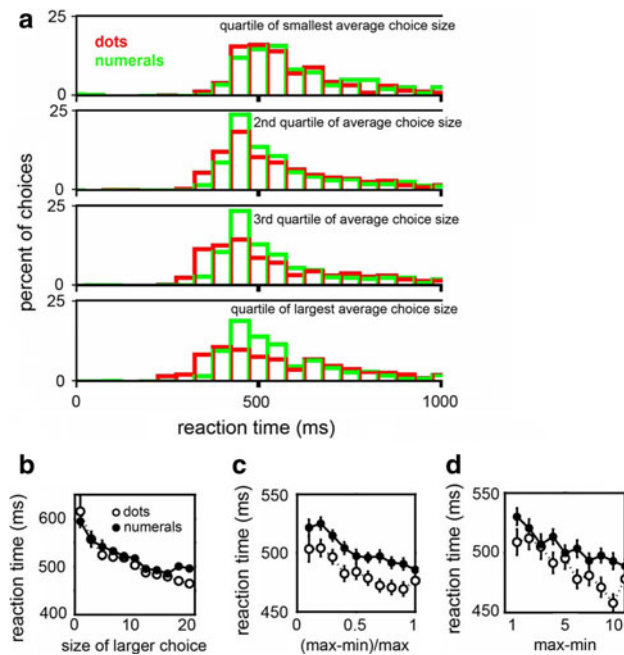 a
25
quartile of smallest average choice size
dots
numerals
0
25
2nd quartile of average choice size
0
25
3rd quartile of average choice size
0
25
quartile of largest average choice size
0
percent of choices
0
500
1000
reaction time (ms)
b
600
500
400
reaction time (ms)
dots
numerals
0
10
20
size of larger choice
c
550
500
450
reaction time (ms)
0
0.5
1
(max-min)/max
d
550
500
450
reaction time (ms)
1
5
10
max-min